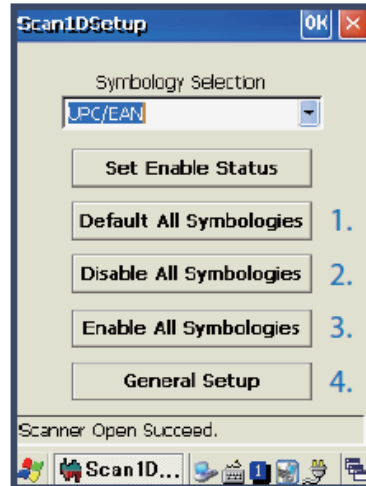 Scan1DSetup OK
Symbology Selection
UPC/EAN
Set Enable Status
Default All Symbologies 1.
Disable All Symbologies 2.
Enable All Symbologies 3.
General Setup 4.
Scanner Open Succeed.
Scan1D... 1